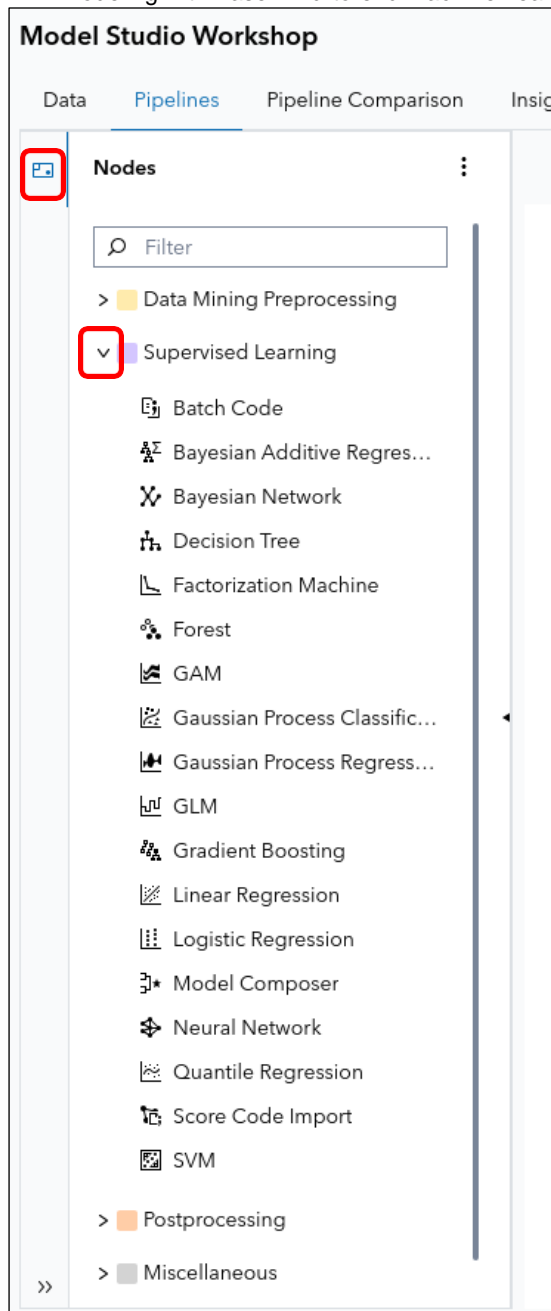 Model Studio Workshop
Data Pipelines Pipeline Comparison
Nodes
Filter
Data Mining Preprocessing
Supervised Learning
Batch Code
Bayesian Additive Regres...
Bayesian Network
Decision Tree
Factorization Machine
Forest
GAM
Gaussian Process Classific...
Gaussian Process Regress...
GLM
Gradient Boosting
Linear Regression
Logistic Regression
Model Composer
Neural Network
Quantile Regression
Score Code Import
SVM
Postprocessing
Miscellaneous